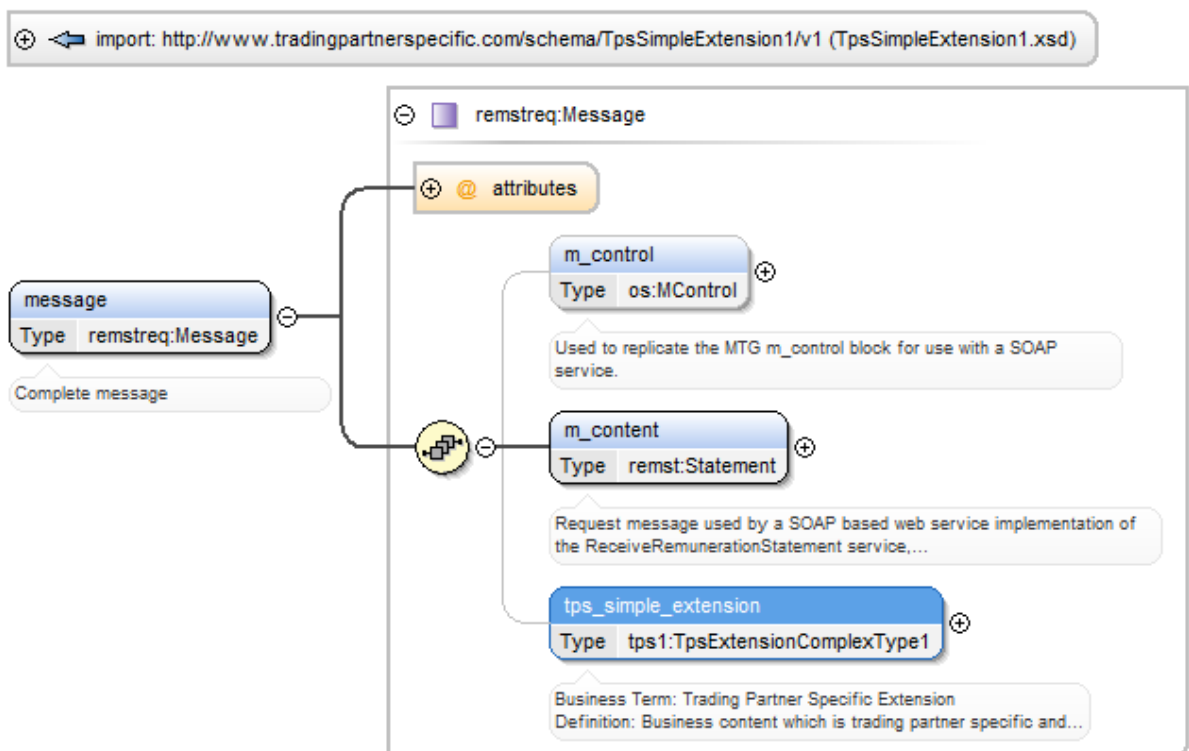 import: http://www.tradingpartnerspecific.com/schema/TpsSimpleExtension1/v1 (TpsSimpleExtension1.xsd)
remstreq:Message
@ attributes
m_control
Type os:MControl
Used to replicate the MTG m_control block for use with a SOAP
service.
message
Type remstreq:Message
Complete message
m_content
Type remst:Statement
Request message used by a SOAP based web service implementation of
the ReceiveRemunerationStatement service,...
tps_simple_extension
Type tps1:TpsExtensionComplexType1
Business Term: Trading Partner Specific Extension
Definition: Business content which is trading partner specific and...